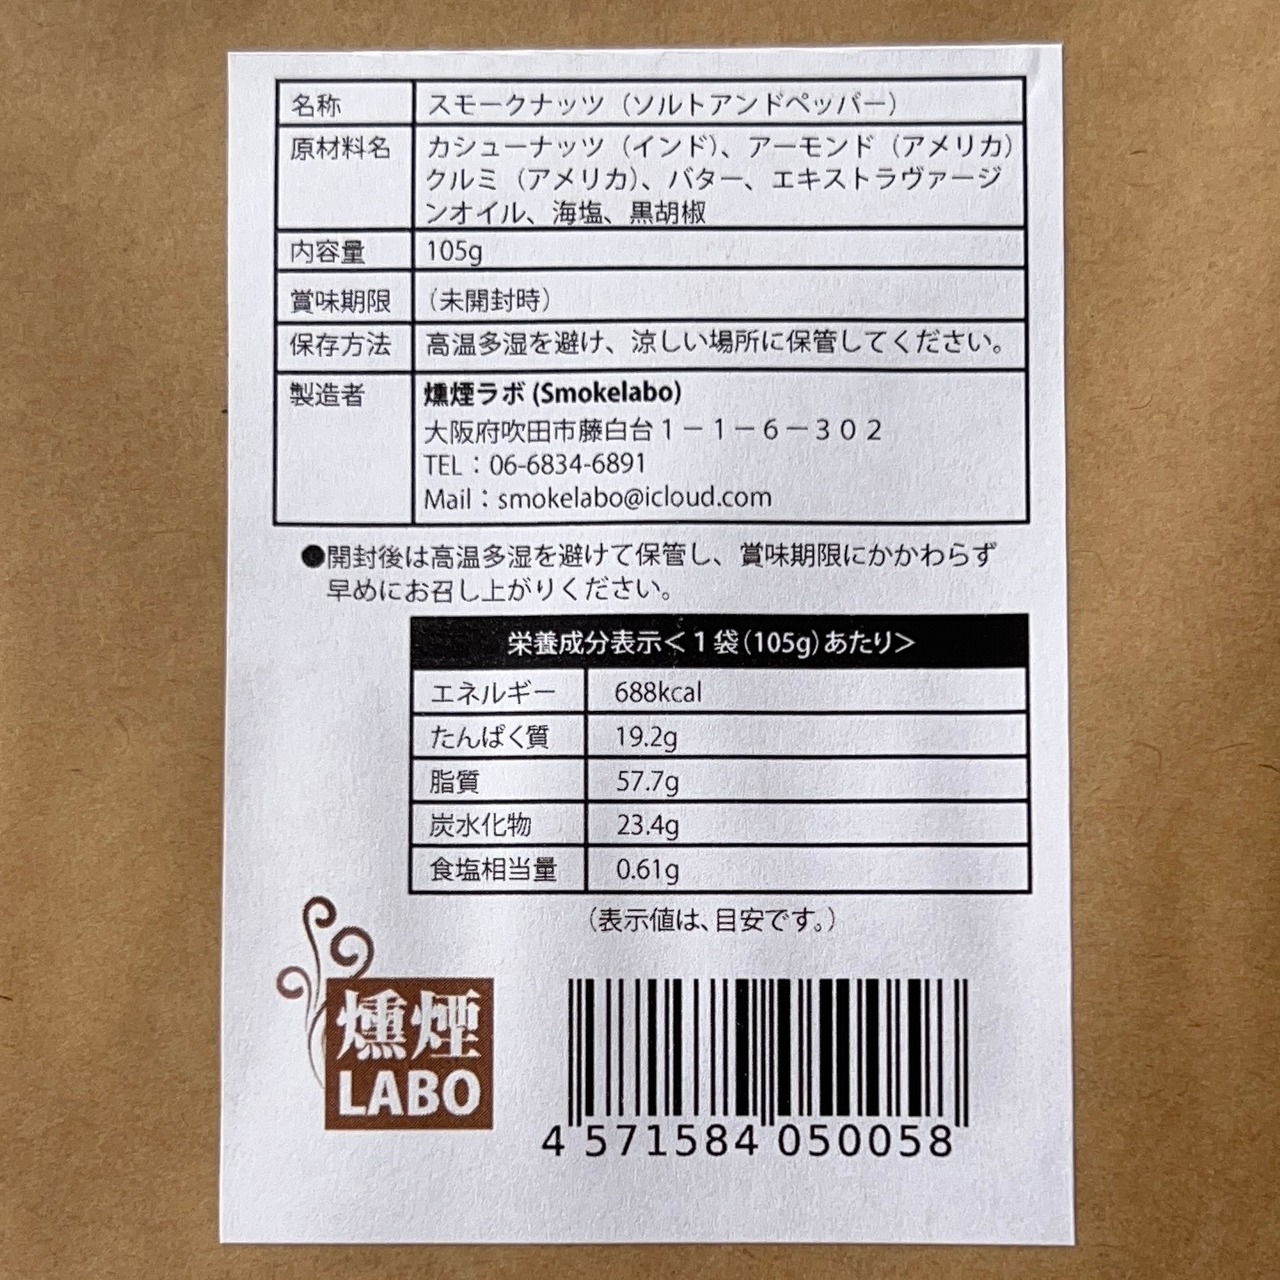 名称 スモークナッツ（ソルトアンドペッパー）
原材料名 カシューナッツ（インド）、アーモンド（アメリカ）
クルミ（アメリカ）、バター、エキストラヴァージ
ンオイル、海塩、黒胡椒
内容量 105g
賞味期限 （未開封時）
保存方法 高温多湿を避け、涼しい場所に保管してください。
製造者 燻煙ラボ (Smokelabo)
大阪府吹田市藤白台１－１－６－３０２
TEL：06-6834-6891
Mail：smokelabo@icloud.com
●開封後は高温多湿を避けて保管し、賞味期限にかかわらず
早めにお召し上がりください。
栄養成分表示＜１袋(105g)あたり＞
エネルギー 688kcal
たんぱく質 19.2g
脂質 57.7g
炭水化物 23.4g
食塩相当量 0.61g
（表示値は、目安です。）
燻煙
LABO
4 571584 050058